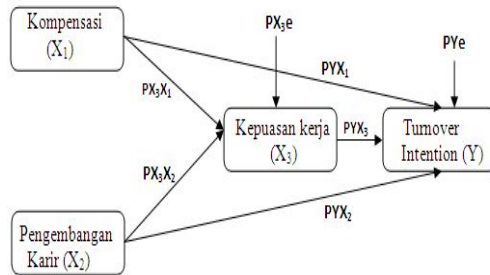 Kompensasi
(X₁)
PX₃e
PYe
PYX₁
PX₃X₁
Kepuasan kerja
(X₃)
PYX₃
Turnover
Intention (Y)
PX₃X₂
PYX₂
Pengembangan
Karir (X₂)